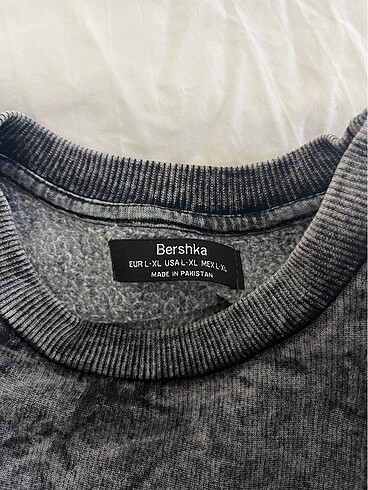 Bershka
EUR L-XL USA L-XL MEX L-XL
MADE IN PAKISTAN